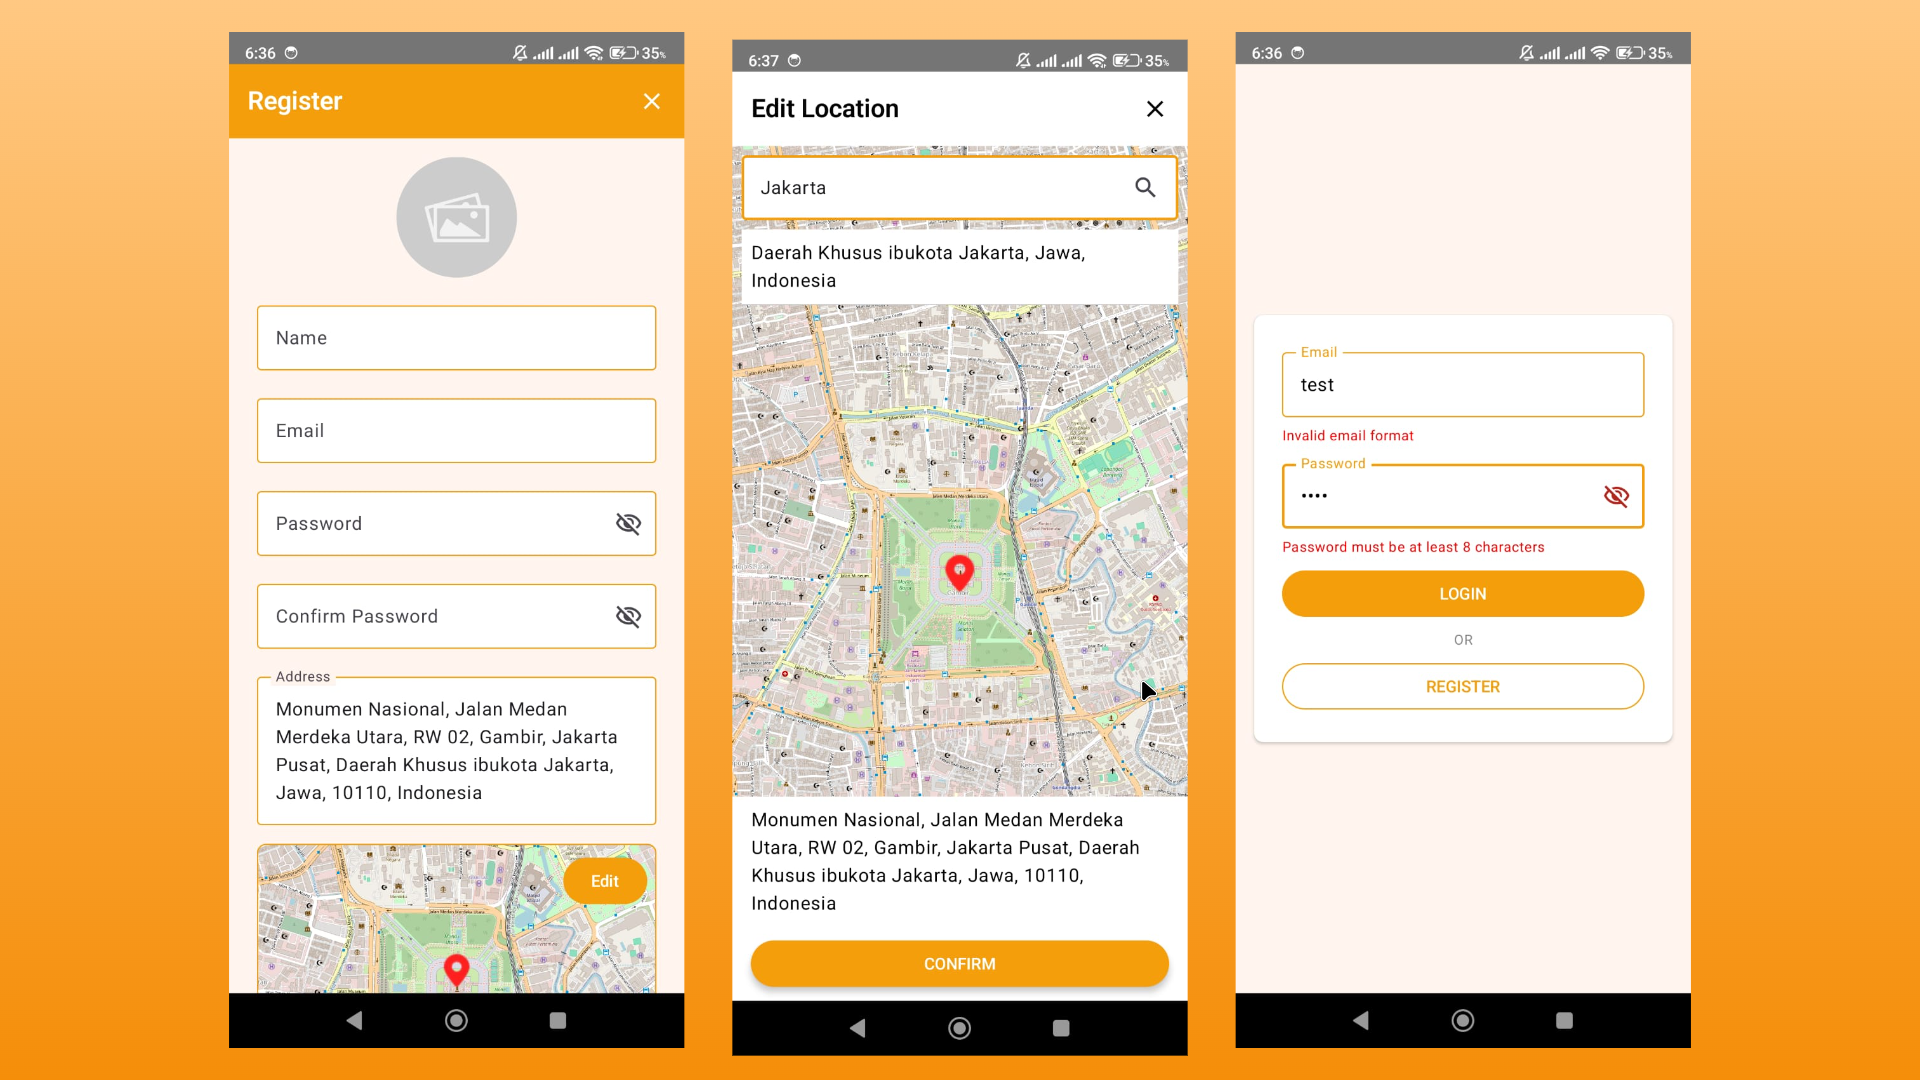 6:36
35%
Register
Name
Email
Password
Confirm Password
Address
Monumen Nasional, Jalan Medan
Merdeka Utara, RW 02, Gambir, Jakarta
Pusat, Daerah Khusus ibukota Jakarta,
Jawa, 10110, Indonesia
Edit
6:37
35%
Edit Location
Jakarta
Daerah Khusus ibukota Jakarta, Jawa,
Indonesia
Monumen Nasional, Jalan Medan Merdeka
Utara, RW 02, Gambir, Jakarta Pusat, Daerah
Khusus ibukota Jakarta, Jawa, 10110,
Indonesia
CONFIRM
6:36
35%
Email
test
Invalid email format
Password
Password must be at least 8 characters
LOGIN
OR
REGISTER